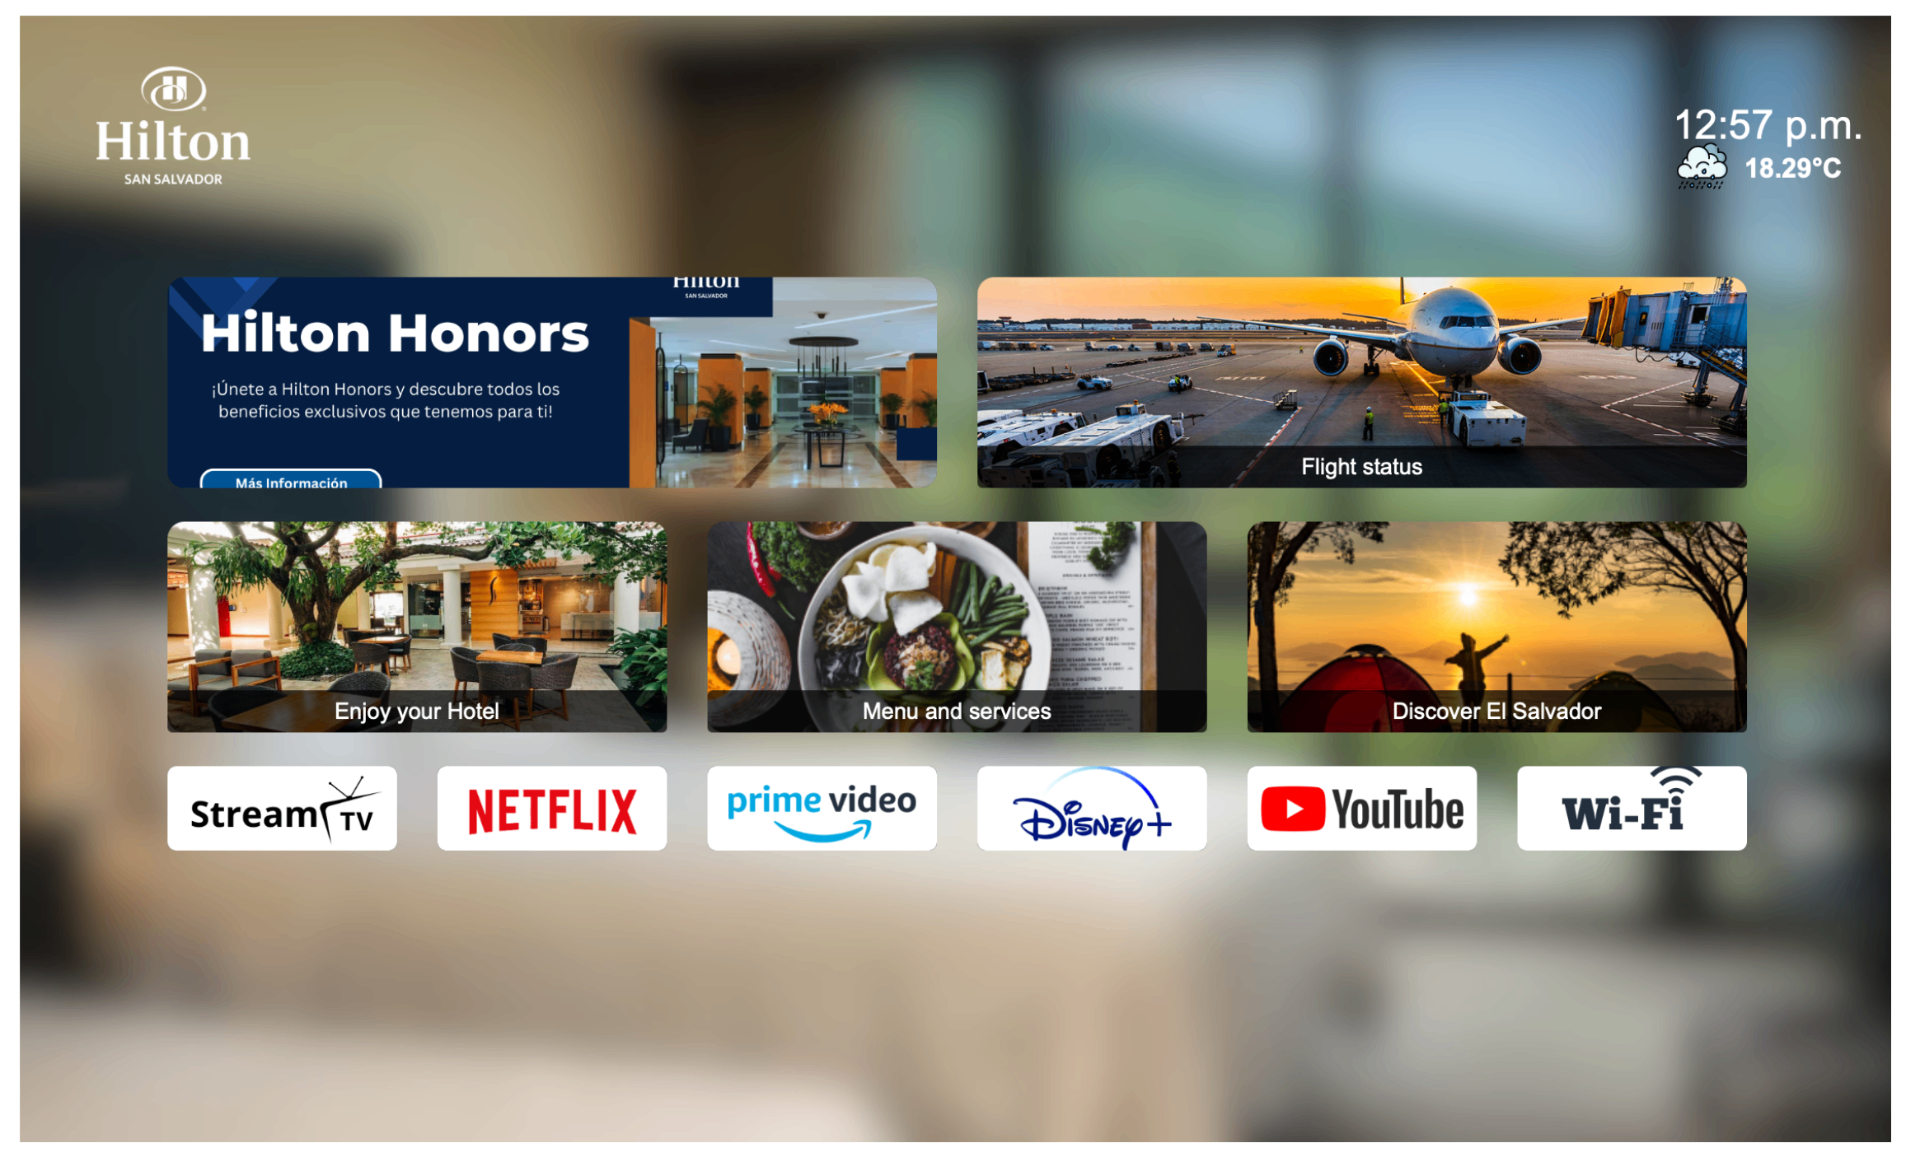 Hilton
SAN SALVADOR
12:57 p.m.
18.29°C
Hilton
SAN SALVADOR
Hilton Honors
¡Únete a Hilton Honors y descubre todos los
beneficios exclusivos que tenemos para ti!
Más Información
Flight status
Enjoy your Hotel
Menu and services
Discover El Salvador
Stream TV
NETFLIX
prime video
Disney+
YouTube
Wi-Fi